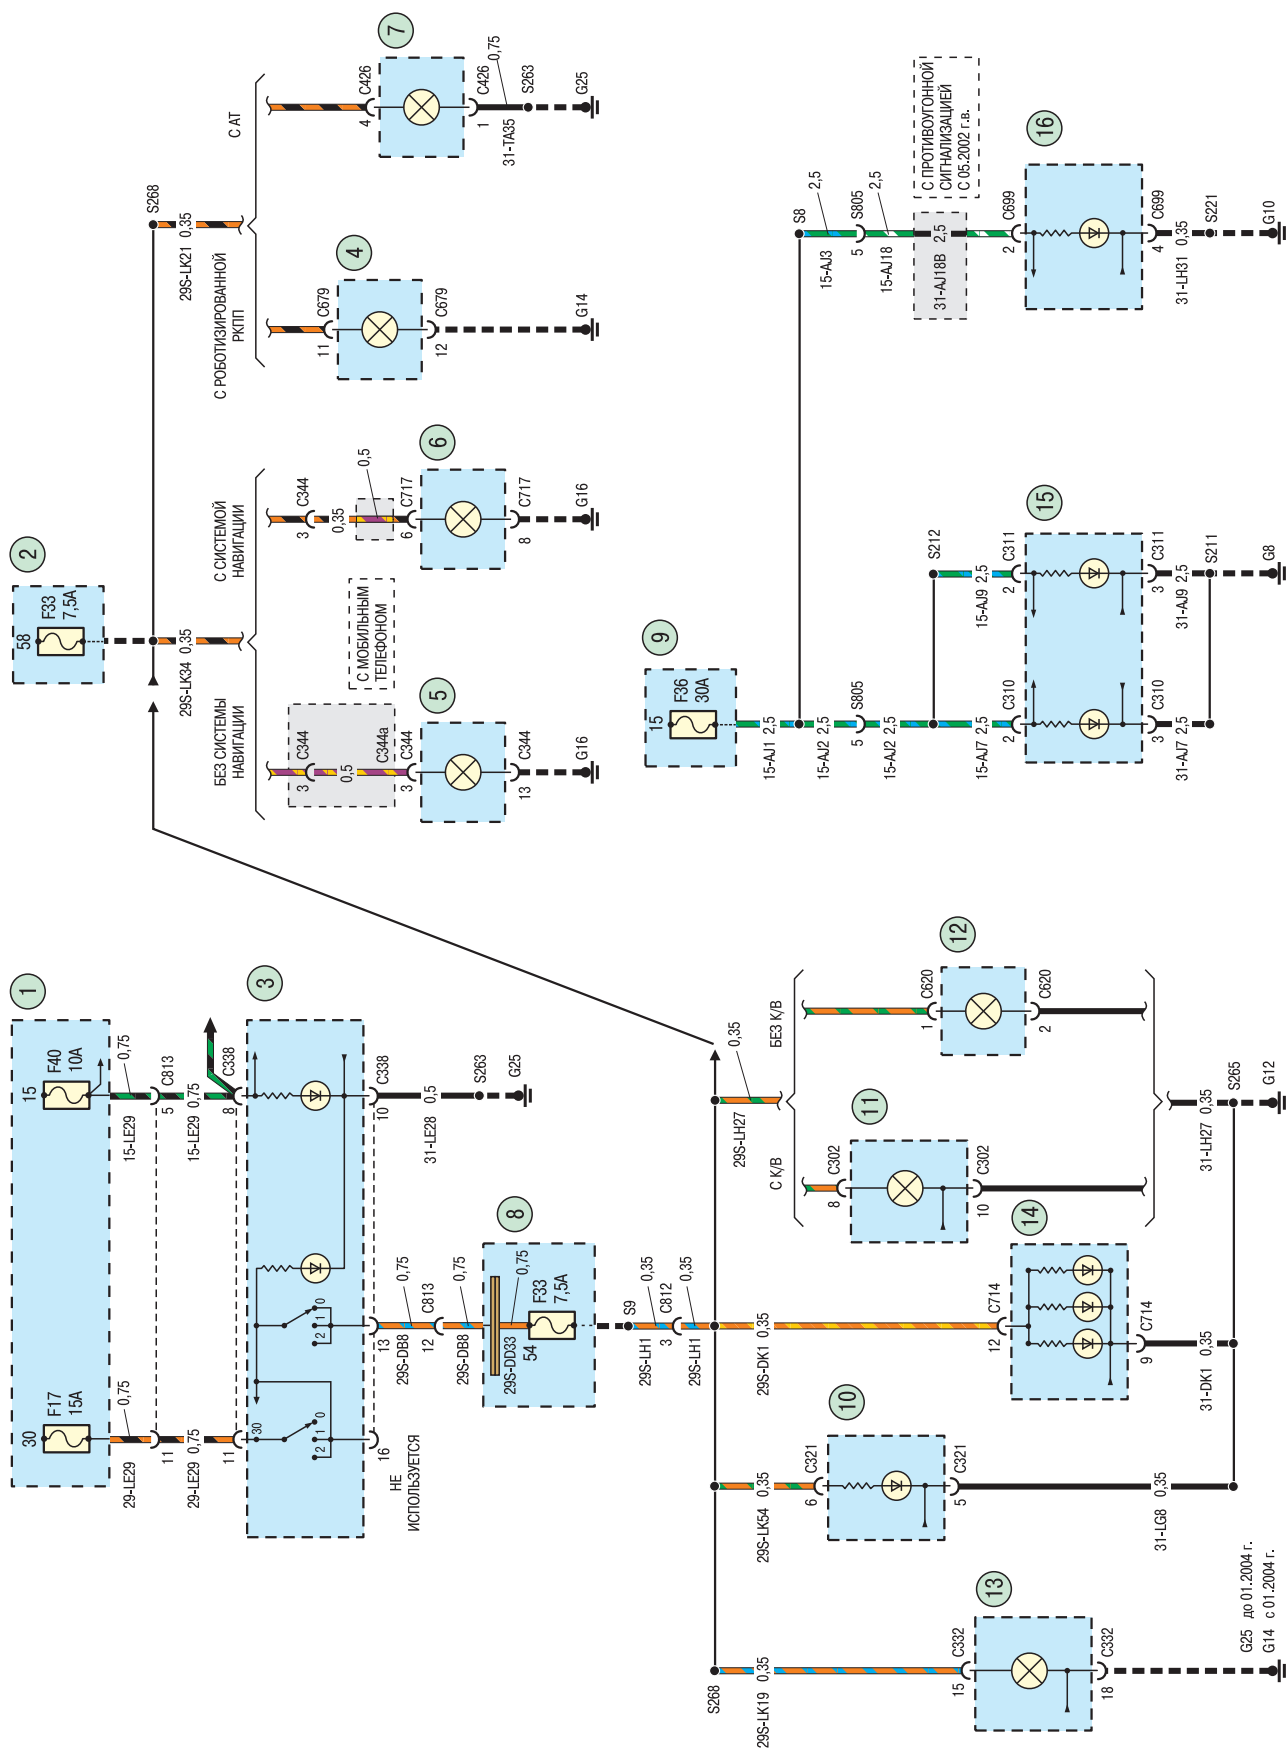 1
30
F17
15A
15
F40
10A
29-LE29
0,75
15-LE29
0,75
11
5
C813
29-LE29 0,75
15-LE29 0,75
11
8
C338
3
30
2
1
0
2
1
0
16
НЕ
ИСПОЛЬЗУЕТСЯ
13
29S-DB8
0,75
10
C338
31-LE28 0,5
S263
G25
12
C813
29S-DB8
0,75
8
29S-DD33
0,75
54
F33
7,5A
S9
29S-LH1
0,35
3
C812
29S-LH1
0,35
S268
29S-LK19 0,35
29S-LK54 0,35
29S-DK1 0,35
29S-LH27
0,35
С К/В
БЕЗ К/В
10
6
C321
5
C321
31-LG8 0,35
11
8
C302
10
C302
12
1
C620
2
C620
13
15
C332
18
C332
G25 до 01.2004 г.
G14 с 01.2004 г.
14
12
C714
9
C714
31-DK1 0,35
31-LH27 0,35
S265
G12
2
58
F33
7,5A
29S-LK34 0,35
S268
29S-LK21 0,35
БЕЗ СИСТЕМЫ
НАВИГАЦИИ
С СИСТЕМОЙ
НАВИГАЦИИ
С РОБОТИЗИРОВАННОЙ
РКПП
С АТ
3
C344
0,5
C344a
3
C344
5
13
C344
G16
С МОБИЛЬНЫМ
ТЕЛЕФОНОМ
3
C344
0,35
0,5
6
C717
6
8
C717
G16
11
C679
4
12
C679
G14
4
C426
7
1
C426
31-TA35
0,75
S263
G25
9
15
F36
30A
15-AJ1 2,5
15-AJ2 2,5
5
S805
15-AJ2 2,5
S212
15-AJ7 2,5
15-AJ9 2,5
2
C310
2
C311
15
3
C310
3
C311
31-AJ7 2,5
31-AJ9 2,5
S211
G8
S8
15-AJ3
2,5
5
S805
15-AJ18
2,5
31-AJ18B 2,5
С ПРОТИВОУГОННОЙ
СИГНАЛИЗАЦИЕЙ
С 05.2002 г.в.
2
C699
16
4
C699
31-LH31 0,35
S221
G10